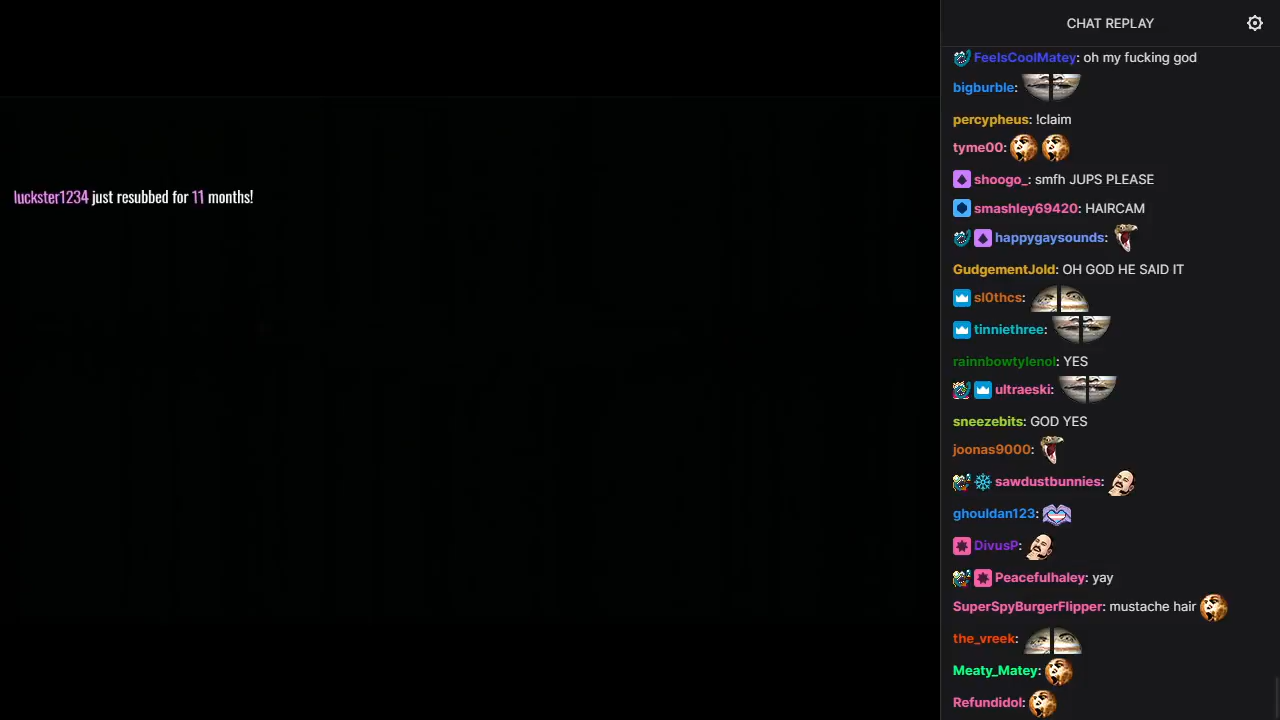 CHAT REPLAY
FeelsCoolMatey: oh my fucking god
bigburble:
percypheus: !claim
tyme00:
shoogo_: smfh JUPS PLEASE
smashley69420: HAIRCAM
happygaysounds:
GudgementJold: OH GOD HE SAID IT
sl0thcs:
tinniethree:
rainnbowtylenol: YES
ultraeski:
sneezebits: GOD YES
joonas9000:
sawdustbunnies:
ghouldan123:
DivusP:
Peacefulhaley: yay
SuperSpyBurgerFlipper: mustache hair
the_vreek:
Meaty_Matey:
Refundidol:
luckster1234 just resubbed for 11 months!